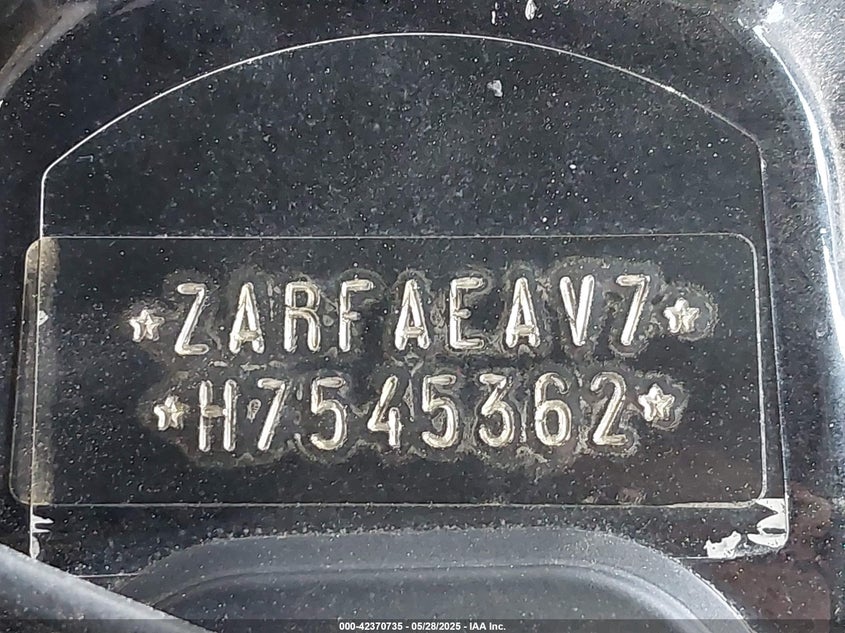 ★ZARFAEAV7★
★H7545362★
000-42370735 - 05/28/2025 - IAA Inc.